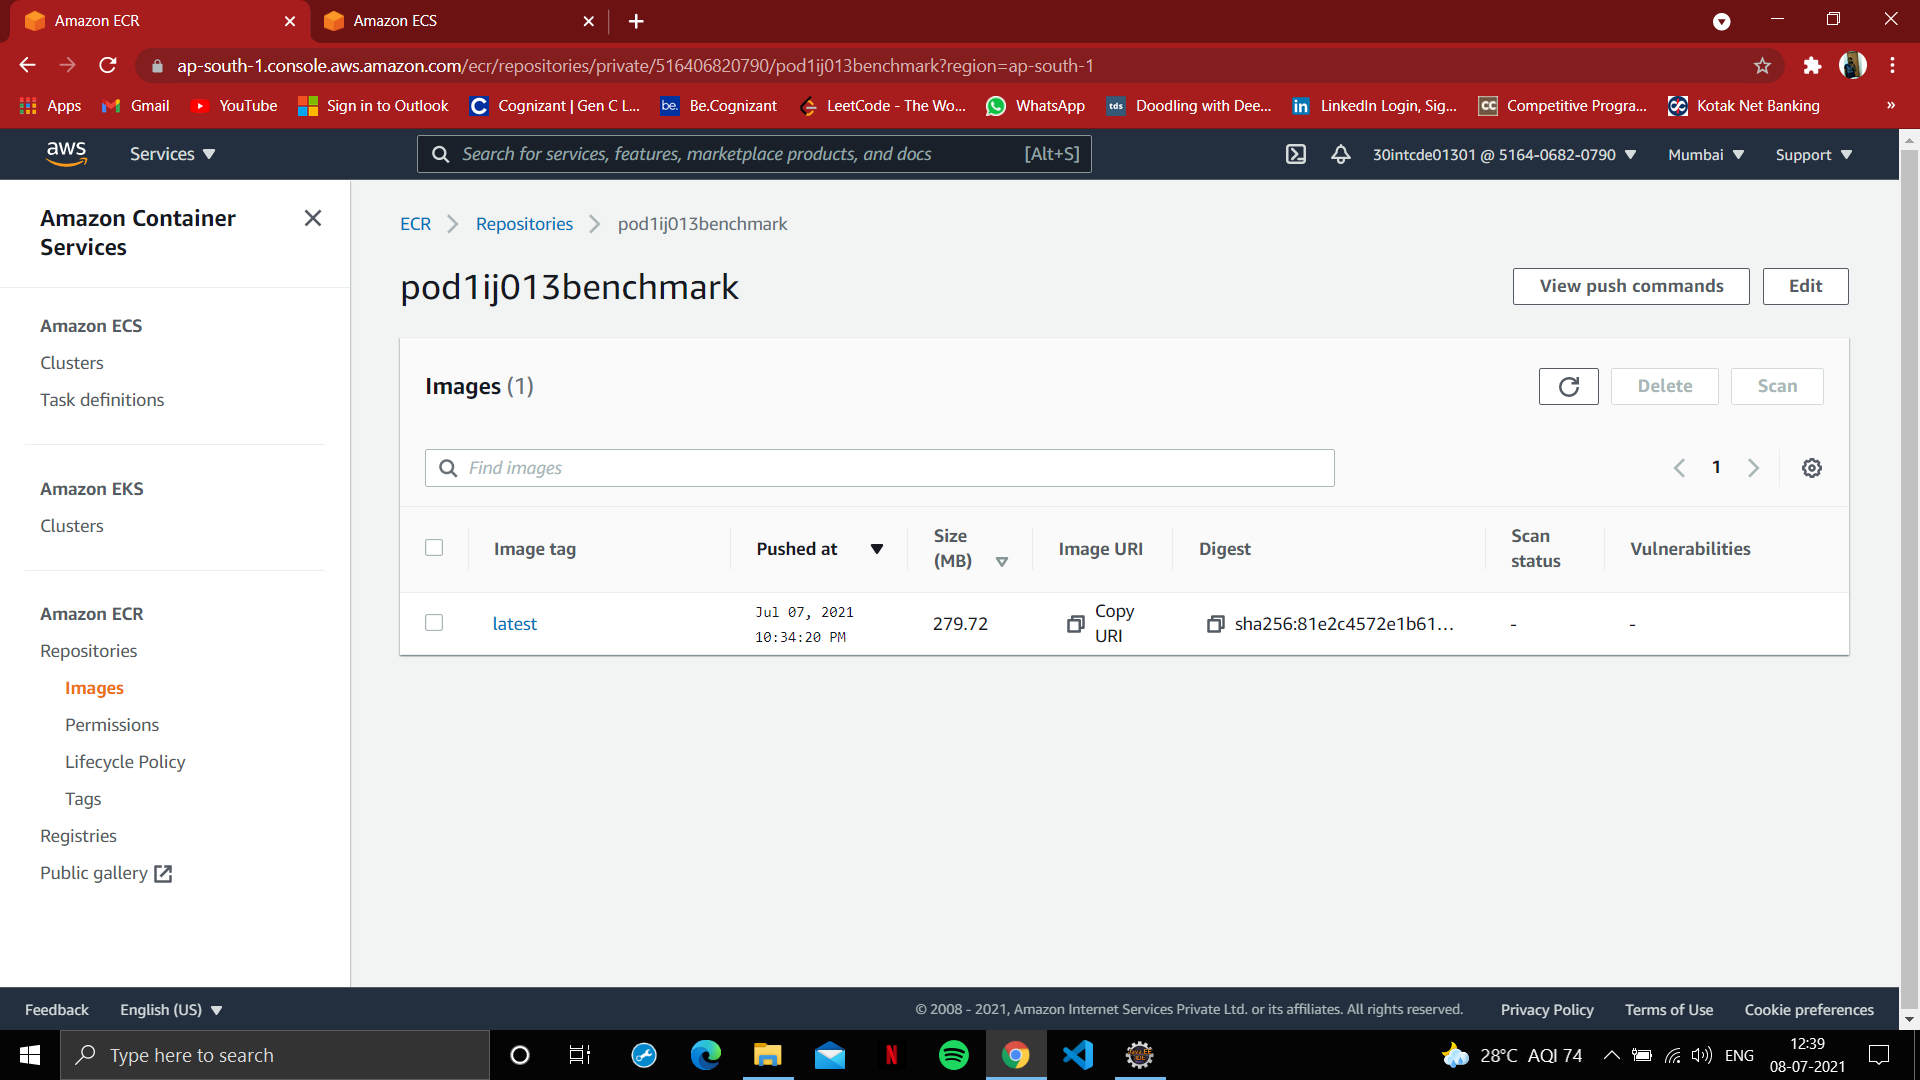 Amazon ECR
Amazon ECS
ap-south-1.console.aws.amazon.com/ecr/repositories/private/516406820790/pod1ij013benchmark?region=ap-south-1
Apps
Gmail
YouTube
Sign in to Outlook
Cognizant | Gen C L...
be.
Be.Cognizant
LeetCode - The Wo...
WhatsApp
tds
Doodling with Dee...
in
LinkedIn Login, Sig...
CC
Competitive Progra...
Kotak Net Banking
»
aws
Services
Search for services, features, marketplace products, and docs
[Alt+S]
30intcde01301 @ 5164-0682-0790
Mumbai
Support
Amazon Container
Services
Amazon ECS
Clusters
Task definitions
Amazon EKS
Clusters
Amazon ECR
Repositories
Images
Permissions
Lifecycle Policy
Tags
Registries
Public gallery
ECR
Repositories
pod1ij013benchmark
pod1ij013benchmark
View push commands
Edit
Images (1)
Delete
Scan
Find images
1
Image tag
Pushed at
Size
(MB)
Image URI
Digest
Scan
status
Vulnerabilities
latest
Jul 07, 2021
10:34:20 PM
279.72
Copy
URI
sha256:81e2c4572e1b61...
-
-
Feedback
English (US)
© 2008 - 2021, Amazon Internet Services Private Ltd. or its affiliates. All rights reserved.
Privacy Policy
Terms of Use
Cookie preferences
Type here to search
N
28°C AQI 74
ENG
12:39
08-07-2021